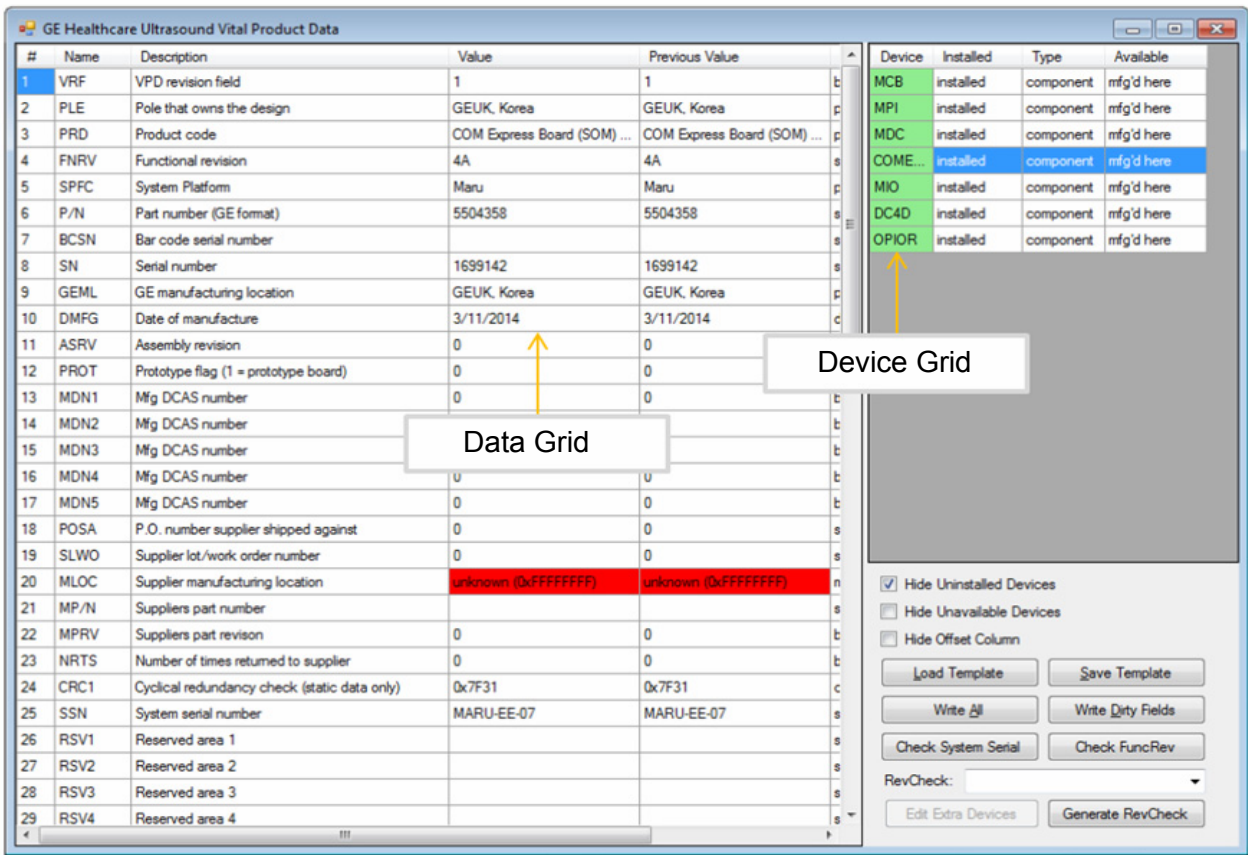 GE Healthcare Ultrasound Vital Product Data
# Name Description Value Previous Value
1 VRF VPD revision field 1 1 b
2 PLE Pole that owns the design GEUK, Korea GEUK, Korea p
3 PRD Product code COM Express Board (SOM) ... COM Express Board (SOM) ... p
4 FNRV Functional revision 4A 4A s
5 SPFC System Platform Maru Maru p
6 P/N Part number (GE format) 5504358 5504358 s
7 BCSN Bar code serial number s
8 SN Serial number 1699142 1699142 s
9 GEML GE manufacturing location GEUK, Korea GEUK, Korea p
10 DMFG Date of manufacture 3/11/2014 3/11/2014 d
11 ASRV Assembly revision 0 0
12 PROT Prototype flag (1 = prototype board) 0 0
13 MDN1 Mfg DCAS number 0 0 b
14 MDN2 Mfg DCAS number b
15 MDN3 Mfg DCAS number b
16 MDN4 Mfg DCAS number 0 0 b
17 MDN5 Mfg DCAS number 0 0 b
18 POSA P.O. number supplier shipped against 0 0 s
19 SLWO Supplier lot/work order number 0 0 s
20 MLOC Supplier manufacturing location unknown (0xFFFFFFFF) unknown (0xFFFFFFFF) m
21 MP/N Suppliers part number s
22 MPRV Suppliers part revison 0 0 b
23 NRTS Number of times returned to supplier 0 0 b
24 CRC1 Cyclical redundancy check (static data only) 0x7F31 0x7F31 c
25 SSN System serial number MARU-EE-07 MARU-EE-07 s
26 RSV1 Reserved area 1 s
27 RSV2 Reserved area 2 s
28 RSV3 Reserved area 3 s
29 RSV4 Reserved area 4 s
Data Grid
Device Installed Type Available
MCB installed component mfg'd here
MPI installed component mfg'd here
MDC installed component mfg'd here
COME... installed component mfg'd here
MIO installed component mfg'd here
DC4D installed component mfg'd here
OPIOR installed component mfg'd here
Device Grid
Hide Uninstalled Devices
Hide Unavailable Devices
Hide Offset Column
Load Template Save Template
Write All Write Dirty Fields
Check System Serial Check FuncRev
RevCheck:
Edit Extra Devices Generate RevCheck